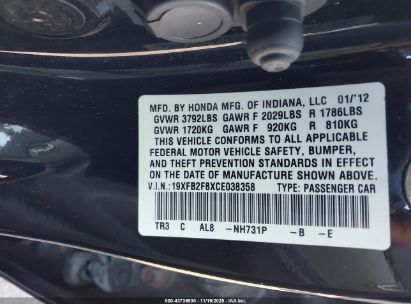 MFD. BY HONDA MFG. OF INDIANA, LLC 01/'12
GVWR 3792LBS GAWR F 2029LBS R 1786LBS
GVWR 1720KG GAWR F 920KG R 810KG
THIS VEHICLE CONFORMS TO ALL APPLICABLE
FEDERAL MOTOR VEHICLE SAFETY, BUMPER,
AND THEFT PREVENTION STANDARDS IN EFFECT
ON THE DATE OF MANUFACTURE SHOWN ABOVE.
V.I.N.:19XFB2F8XCE038358 TYPE: PASSENGER CAR
TR3 C AL8 -NH731P -B -E